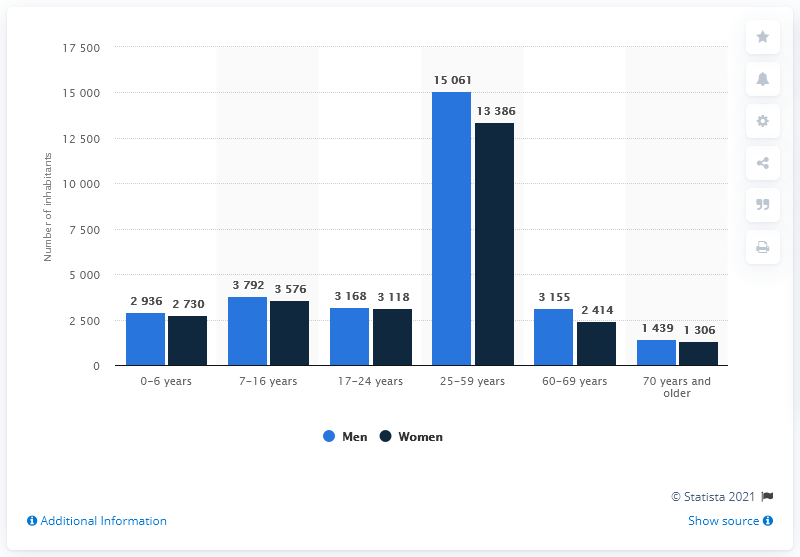 17 500
15 000
12 500
10 000
7 500
5 000
2 500
0
Number of inhabitants
2 936
2 730
3 792
3 576
3 168
3 118
15 061
13 386
3 155
2 414
1 439
1 306
0–6 years
7–16 years
17–24 years
25–59 years
60–69 years
70 years and
older
Men
Women
© Statista 2021
Additional Information
Show source